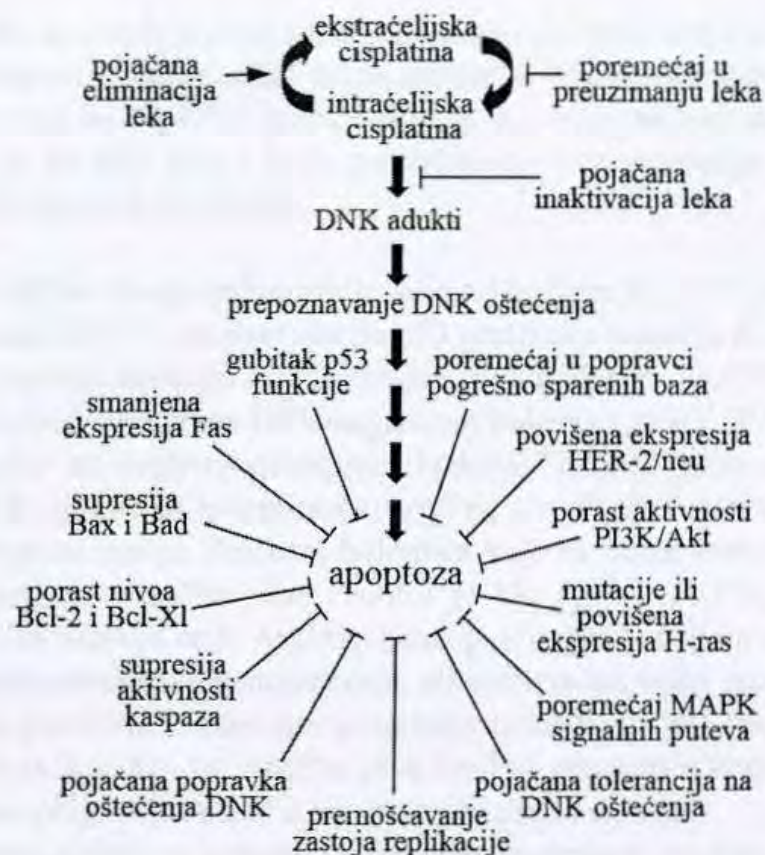 ekstraćelijska
cisplatina
pojačana
eliminacija
leka
poremećaj u
preuzimanju leka
intraćelijska
cisplatina
pojačana
inaktivacija leka
DNK adukti
prepoznavanje DNK oštećenja
gubitak p53
funkcije
poremećaj u popravci
pogrešno sparenih baza
smanjena
ekspresija Fas
povišena ekspresija
HER-2/neu
supresija
Bax i Bad
porast aktivnosti
PI3K/Akt
apoptoza
porast nivoa
Bcl-2 i Bcl-Xl
mutacije ili
povišena
ekspresija H-ras
supresija
aktivnosti
kaspaza
poremećaj MAPK
signalnih puteva
pojačana popravka
oštećenja DNK
premošćavanje
zastoja replikacije
pojačana tolerancija na
DNK oštećenja